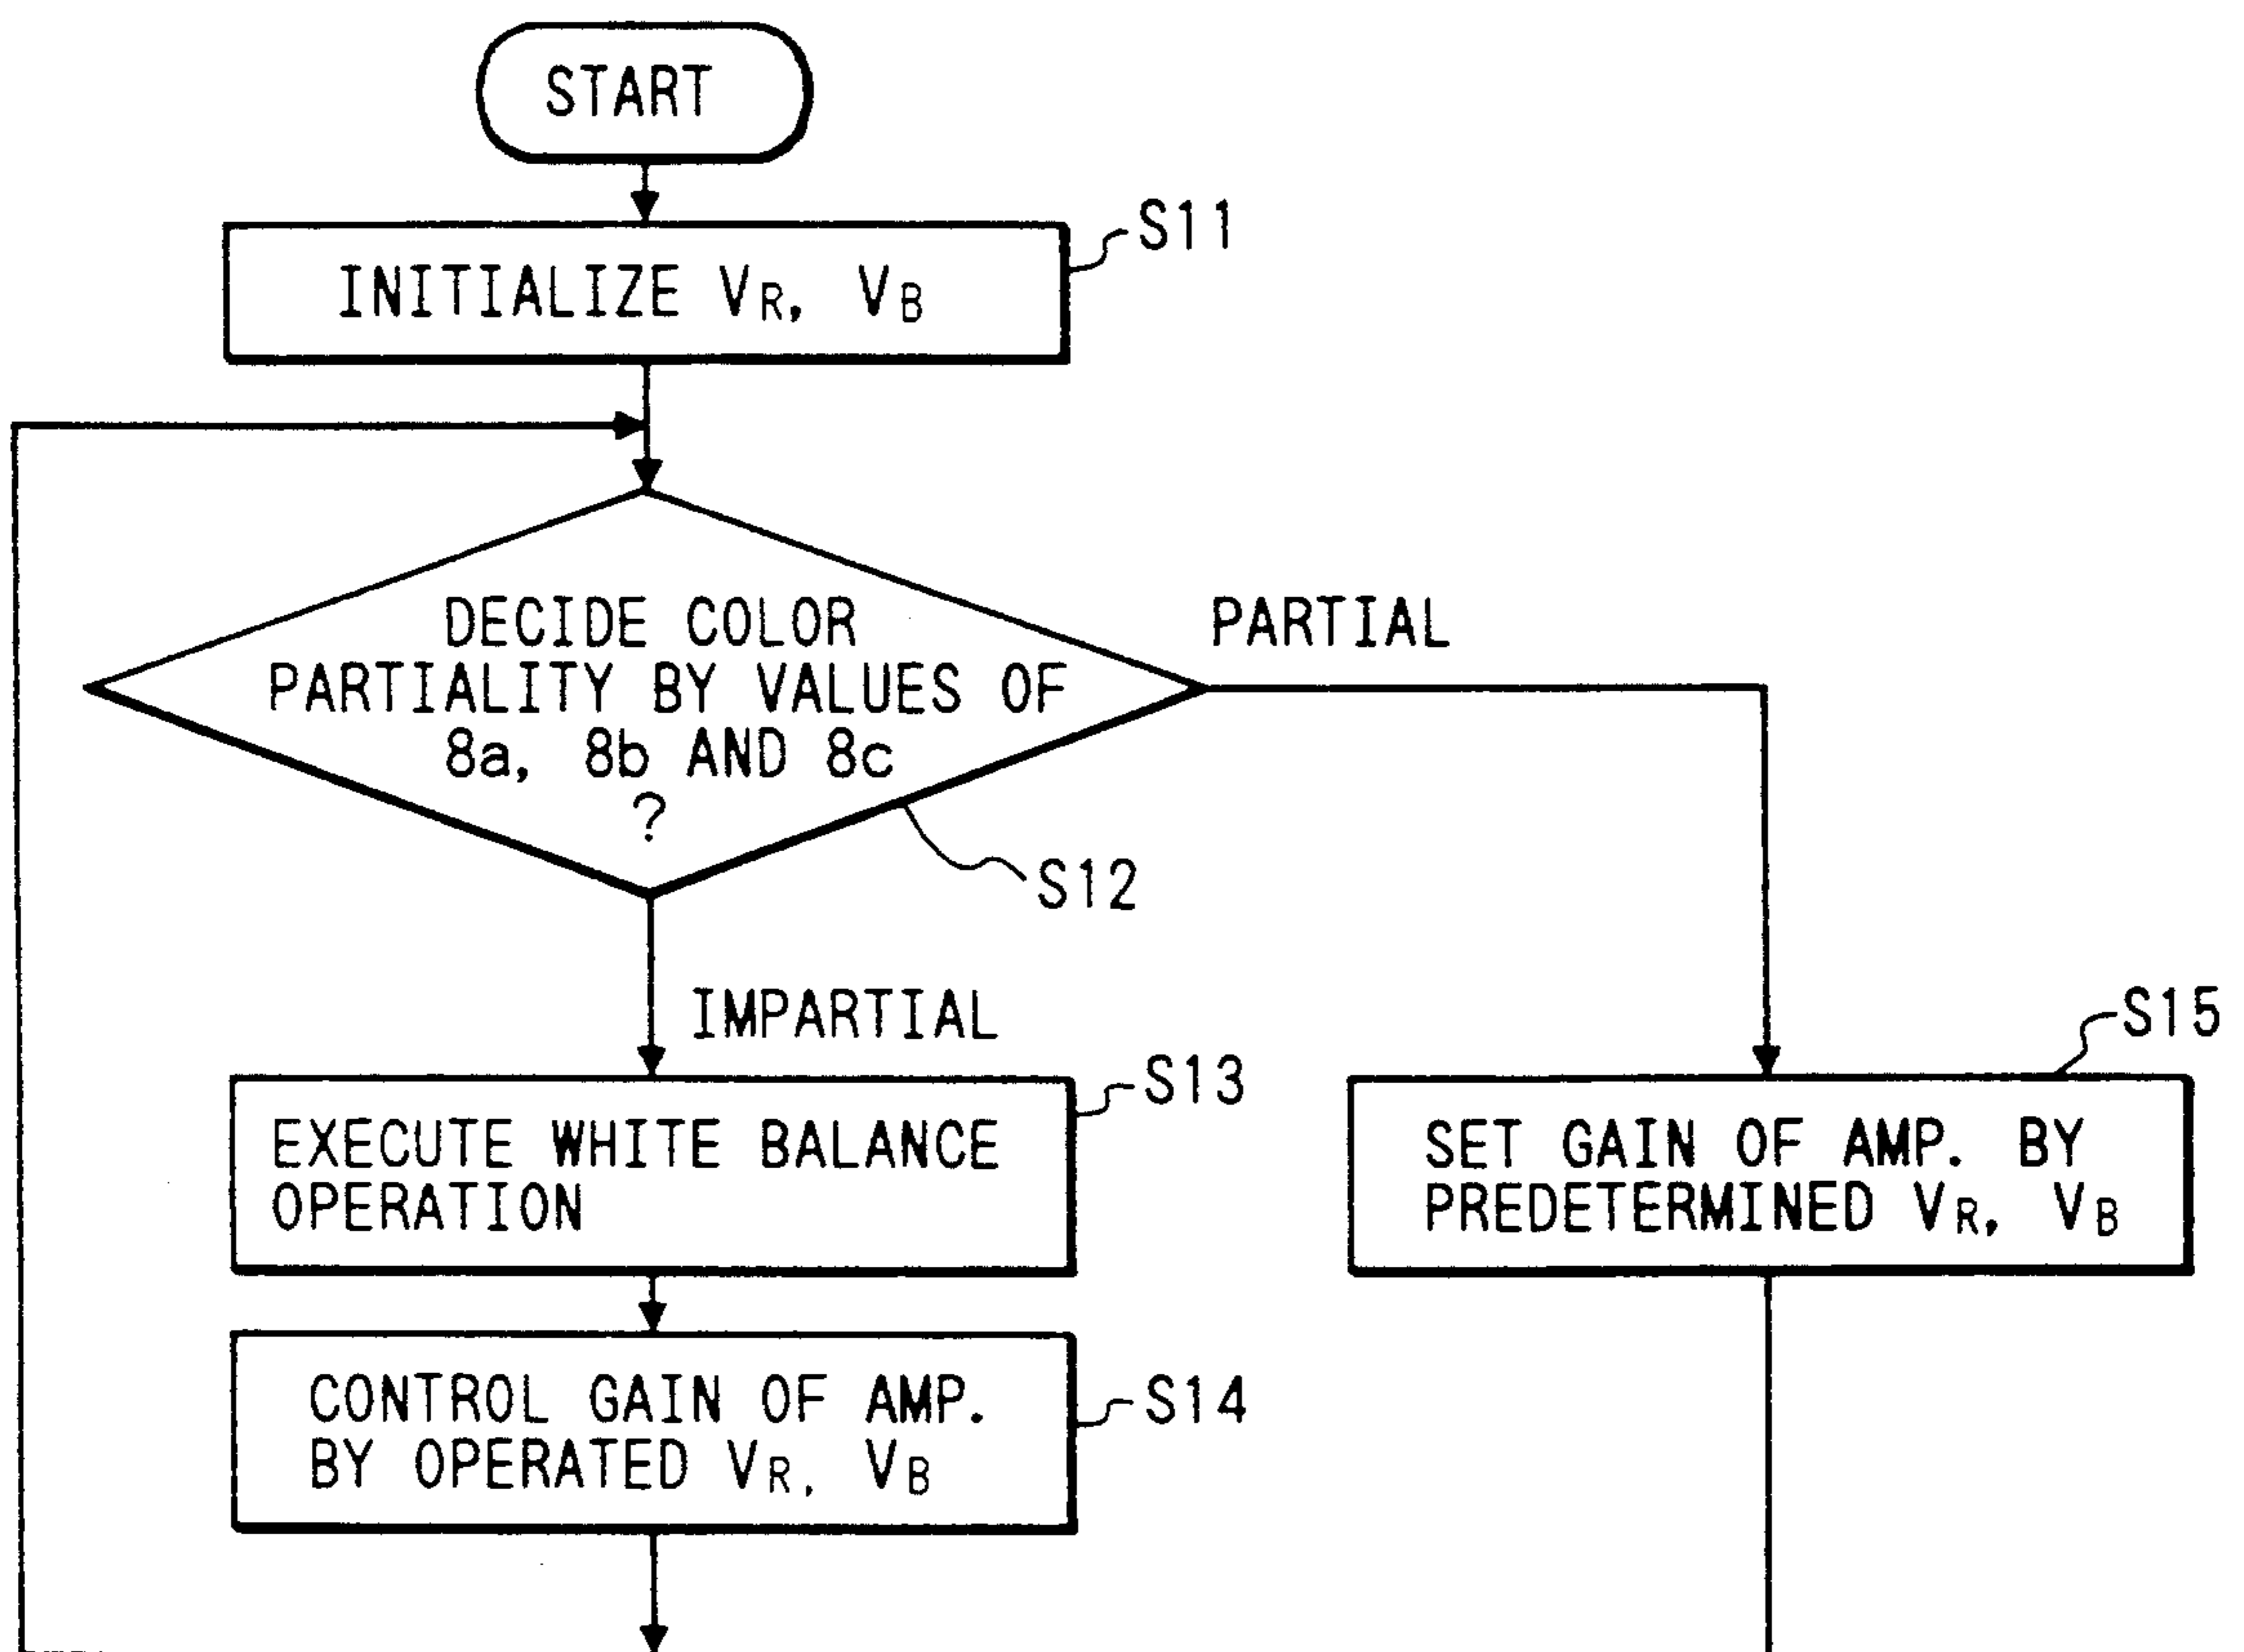 START
S11
INITIALIZE VR, VB
DECIDE COLOR
PARTIALITY BY VALUES OF
8a, 8b AND 8c
?
PARTIAL
S12
IMPARTIAL
S13
EXECUTE WHITE BALANCE
OPERATION
S15
SET GAIN OF AMP. BY
PREDETERMINED VR, VB
CONTROL GAIN OF AMP.
BY OPERATED VR, VB
S14